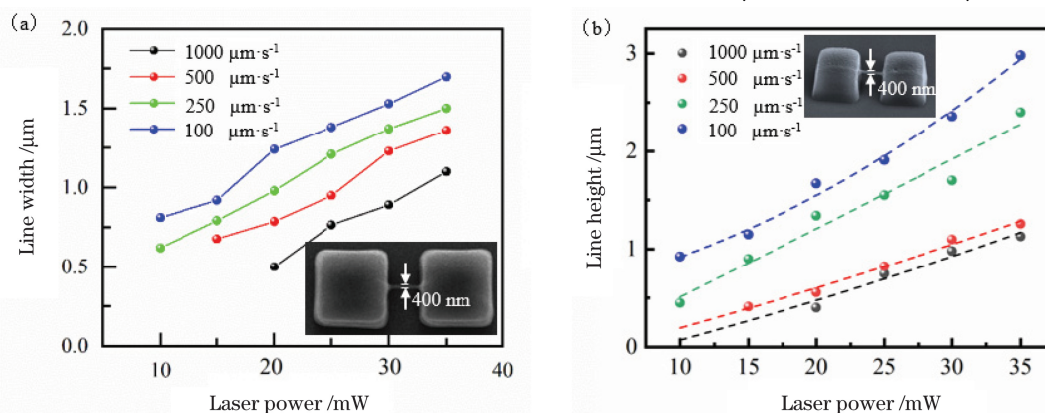 (a)
2.0
1.5
1.0
0.5
0.0
Line width /μm
1000 μm·s⁻¹
500 μm·s⁻¹
250 μm·s⁻¹
100 μm·s⁻¹
400 nm
10
20
30
40
Laser power /mW
(b)
3
2
1
0
Line height /μm
1000 μm·s⁻¹
500 μm·s⁻¹
250 μm·s⁻¹
100 μm·s⁻¹
400 nm
10
15
20
25
30
35
Laser power /mW